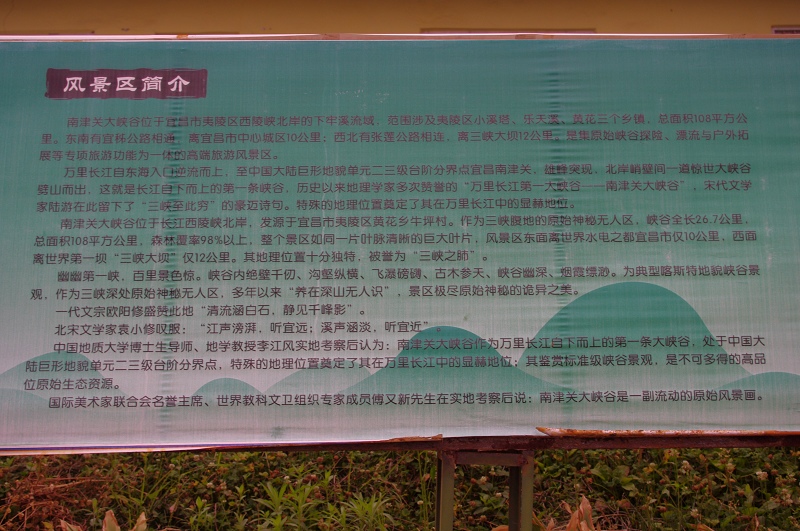 风景区简介
南津关大峡谷位于宜昌市夷陵区西陵峡北岸的下牢溪流域，范围涉及夷陵区小溪塔、乐天溪、黄花三个乡镇，总面积108平方公
里。东南有宜秭公路相通，离宜昌市中心城区10公里；西北有张莲公路相连，离三峡大坝12公里，是集原始峡谷探险、漂流与户外拓
展等专项旅游功能为一体的高端旅游风景区。
万里长江自东海入口逆流而上，至中国大陆巨形地貌单元二三级台阶分界点宜昌南津关，雄峰突现，北岸峭壁间一道惊世大峡谷
劈山而出，这就是长江自下而上的第一条峡谷，历史以来地理学家多次赞誉的“万里长江第一大峡谷——南津关大峡谷”，宋代文学
家陆游在此留下了“三峡至此穷”的豪迈诗句。特殊的地理位置奠定了其在万里长江中的显赫地位。
南津关大峡谷位于长江西陵峡北岸，发源于宜昌市夷陵区黄花乡牛坪村。作为三峡腹地的原始神秘无人区，峡谷全长26.7公里，
总面积108平方公里，森林覆率98%以上，整个景区如同一片叶脉清晰的巨大叶片，风景区东面离世界水电之都宜昌市仅10公里，西面
离世界第一坝“三峡大坝”仅12公里。其地理位置十分独特，被誉为“三峡之肺”。
幽幽第一峡，百里景色惊。峡谷内绝壁千仞、沟壑纵横、飞瀑磅礴、古木参天、峡谷幽深、烟霞缥渺。为典型喀斯特地貌峡谷景
观，作为三峡深处原始神秘无人区，多年以来“养在深山无人识”，景区极尽原始神秘的诡异之美。
一代文宗欧阳修盛赞此地“清流涵白石，静见千峰影”。
北宋文学家袁小修叹服：“江声滂湃，听宜远；溪声涵淡，听宜近”。
中国地质大学博士生导师、地学教授李江风实地考察后认为：南津关大峡谷作为万里长江自下而上的第一条大峡谷，处于中国大
陆巨形地貌单元二三级台阶分界点，特殊的地理位置奠定了其在万里长江中的显赫地位；其鉴赏标准级峡谷景观，是不可多得的高品
位原始生态资源。
国际美术家联合会名誉主席、世界教科文卫组织专家成员傅又新先生在实地考察后说：南津关大峡谷是一副流动的原始风景画。